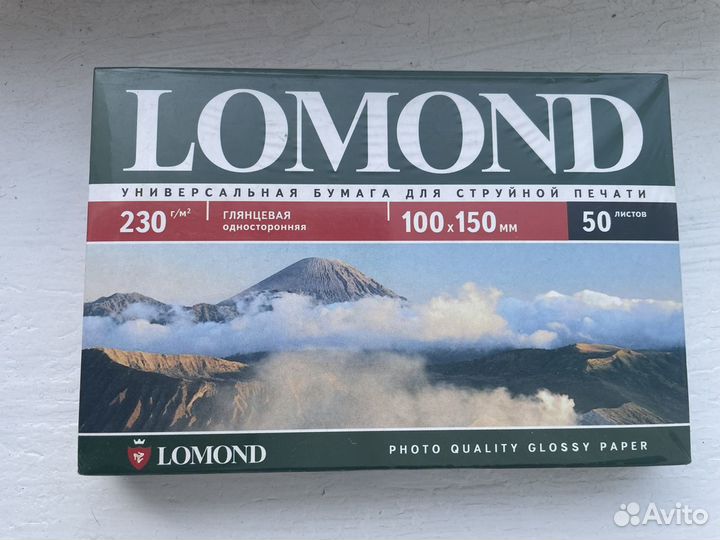 LOMOND
УНИВЕРСАЛЬНАЯ БУМАГА ДЛЯ СТРУЙНОЙ ПЕЧАТИ
230 г/м² ГЛЯНЦЕВАЯ односторонняя 100 х 150 мм 50 листов
LOMOND PHOTO QUALITY GLOSSY PAPER
Avito